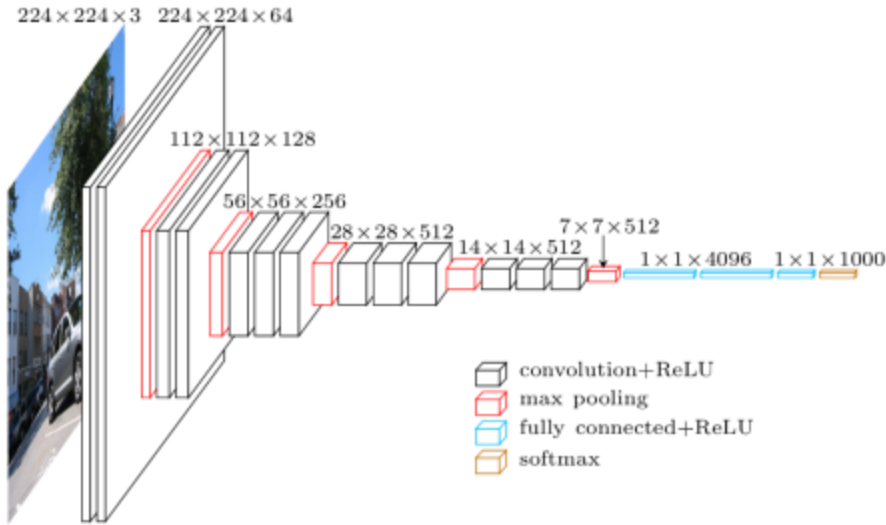 224×224×3
224×224×64
112×112×128
56×56×256
28×28×512
14×14×512
7×7×512
1×1×4096
1×1×1000
convolution+ReLU
max pooling
fully connected+ReLU
softmax